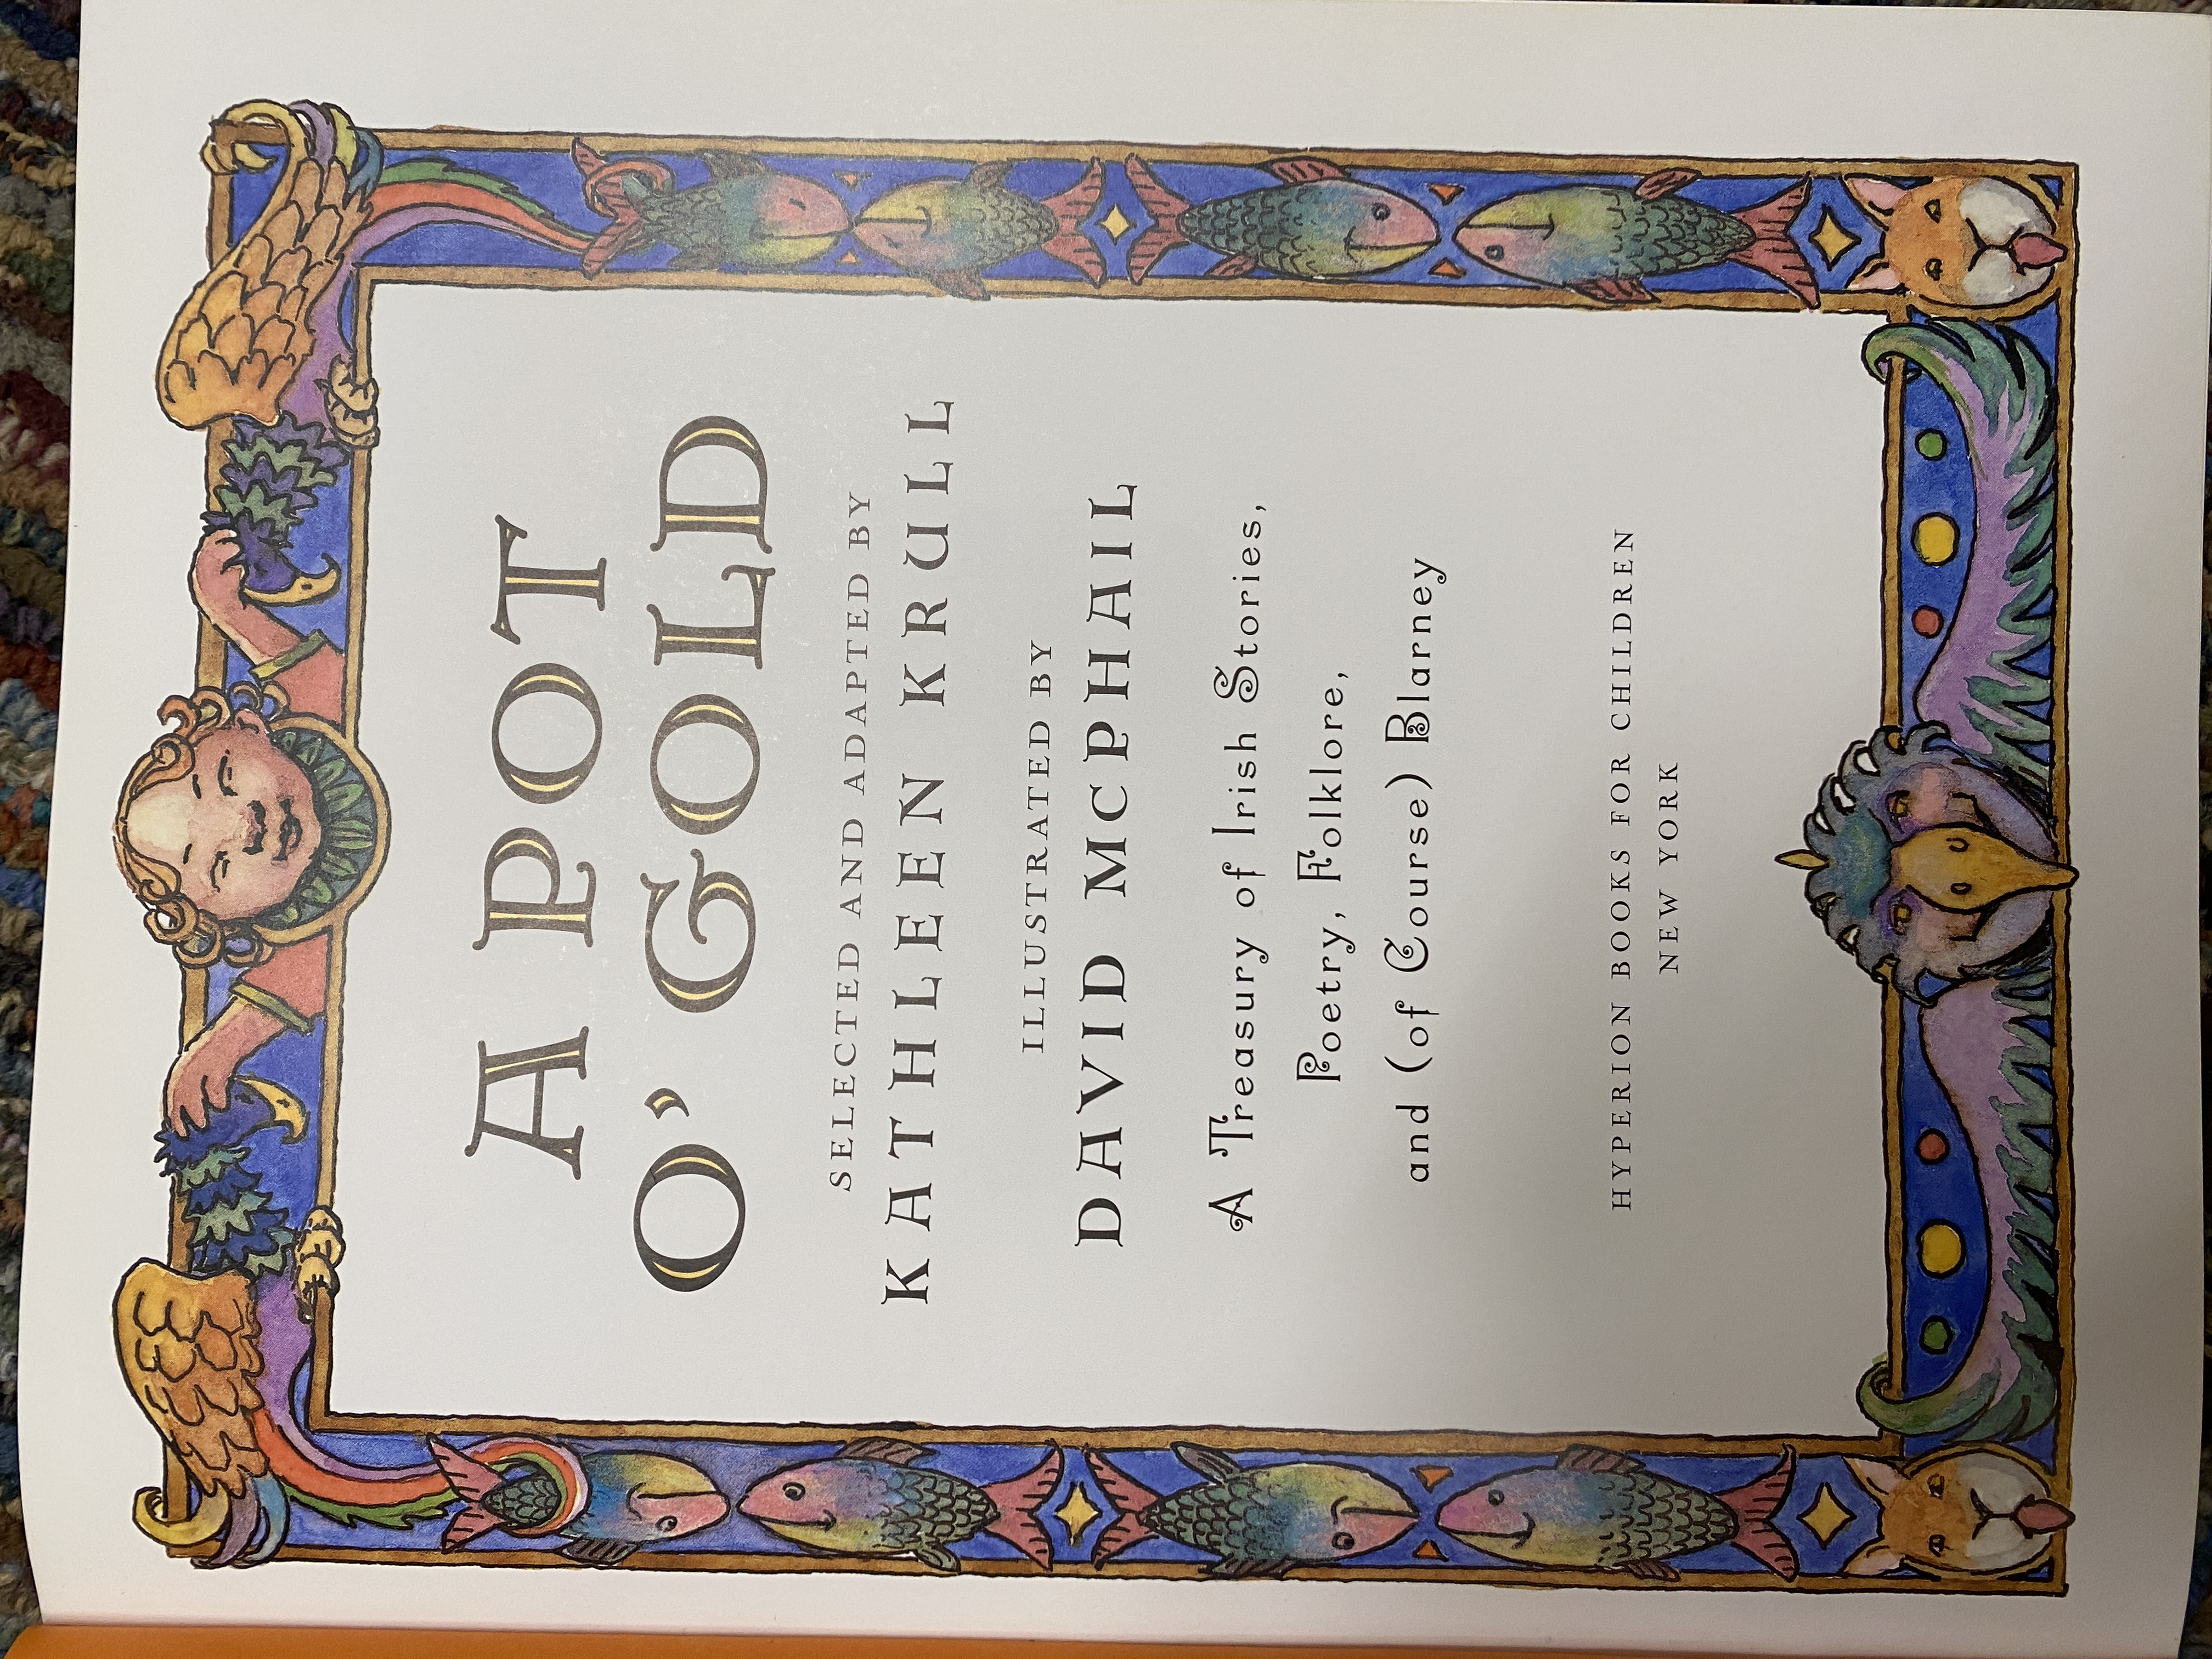 A POT
O' GOLD
SELECTED AND ADAPTED BY
KATHLEEN KRULL
ILLUSTRATED BY
DAVID MCPHAIL
A Treasury of Irish Stories,
Poetry, Folklore,
and (of Course) Blarney
HYPERION BOOKS FOR CHILDREN
NEW YORK